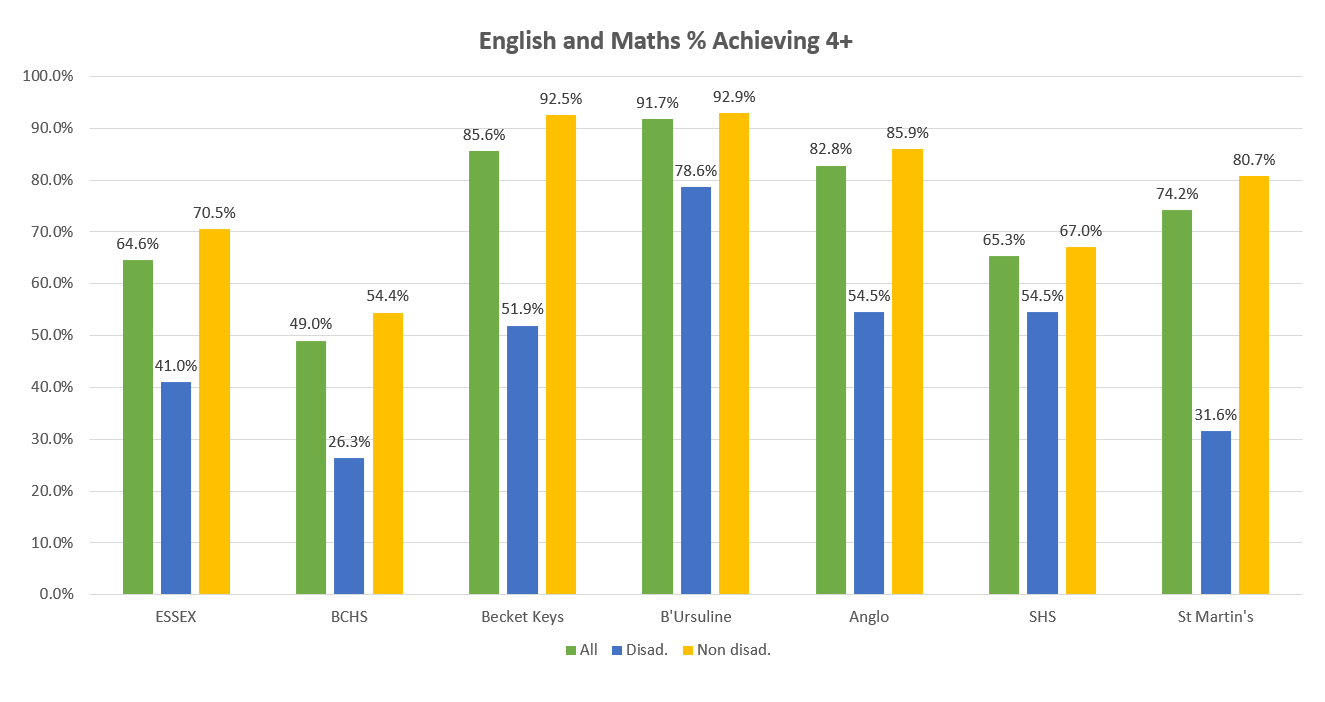 English and Maths % Achieving 4+
100.0%
90.0%
80.0%
70.0%
60.0%
50.0%
40.0%
30.0%
20.0%
10.0%
0.0%
64.6%
41.0%
70.5%
49.0%
26.3%
54.4%
85.6%
51.9%
92.5%
91.7%
78.6%
92.9%
82.8%
54.5%
85.9%
65.3%
54.5%
67.0%
74.2%
31.6%
80.7%
ESSEX
BCHS
Becket Keys
B'Ursuline
Anglo
SHS
St Martin's
All
Disad.
Non disad.